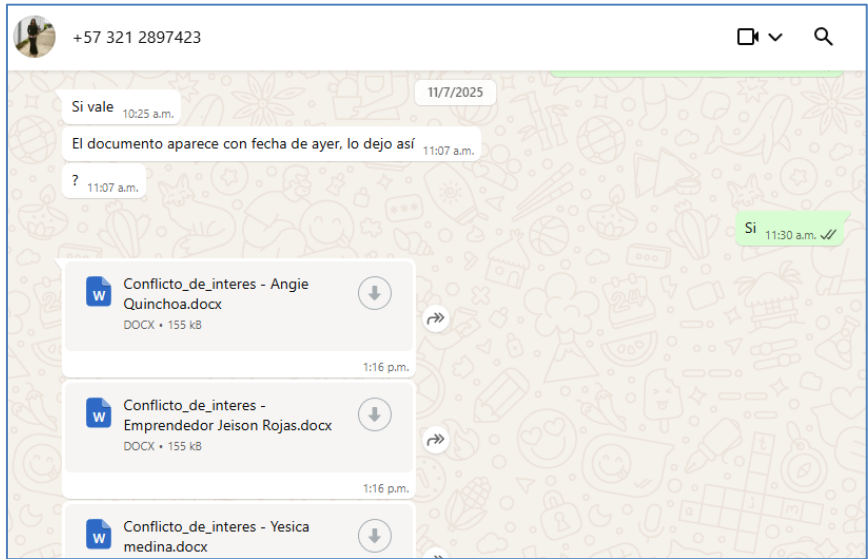 +57 321 2897423
11/7/2025
Si vale 10:25 a.m.
El documento aparece con fecha de ayer, lo dejo así 11:07 a.m.
? 11:07 a.m.
Si 11:30 a.m.
W
Conflicto_de_interes - Angie
Quinchoa.docx
DOCX • 155 kB
1:16 p.m.
W
Conflicto_de_interes -
Emprendedor Jeison Rojas.docx
DOCX • 155 kB
1:16 p.m.
W
Conflicto_de_interes - Yesica
medina.docx